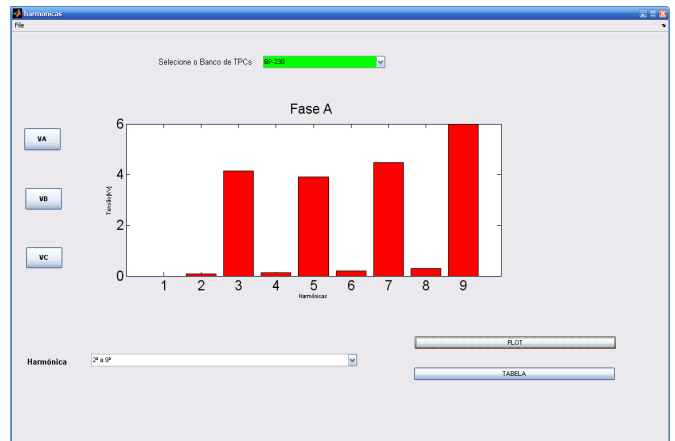 harmonicas
File
Selecione o Banco de TPCs
BP-230
Fase A
VA
VB
VC
Tensão[kV]
6
4
2
0
1 2 3 4 5 6 7 8 9
Harmônicas
PLOT
Harmônica
2ª a 9ª
TABELA